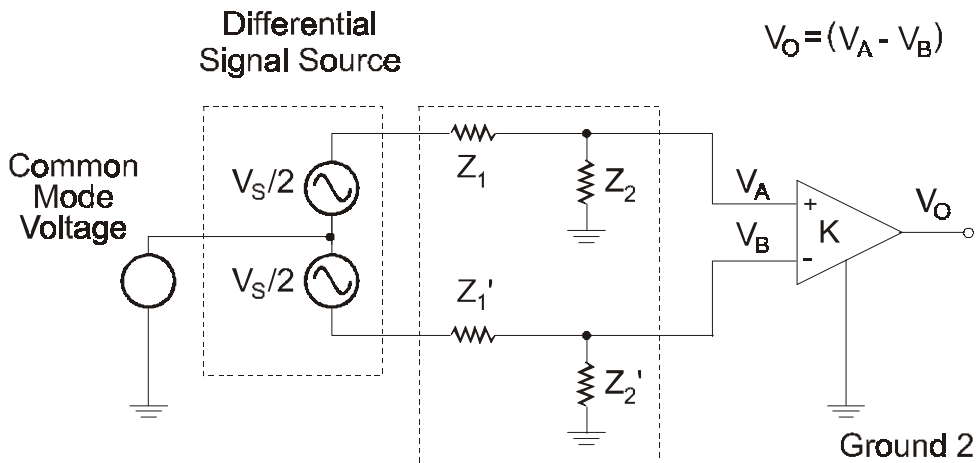 Differential
Signal Source
V_O=(V_A - V_B)
Common
Mode
Voltage
V_S/2
V_S/2
Z_1
Z_2
Z_1'
Z_2'
V_A
V_B
+
-
K
V_O
Ground 2